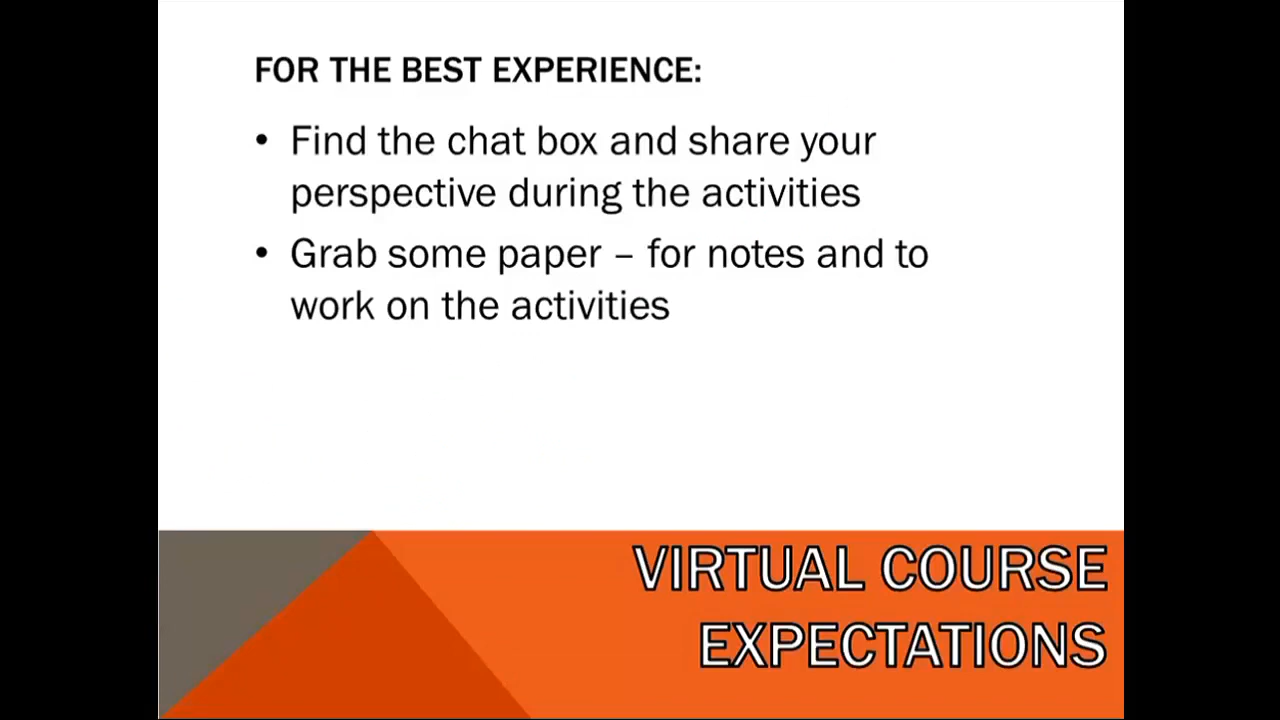 FOR THE BEST EXPERIENCE:
• Find the chat box and share your
perspective during the activities
• Grab some paper – for notes and to
work on the activities
VIRTUAL COURSE
EXPECTATIONS